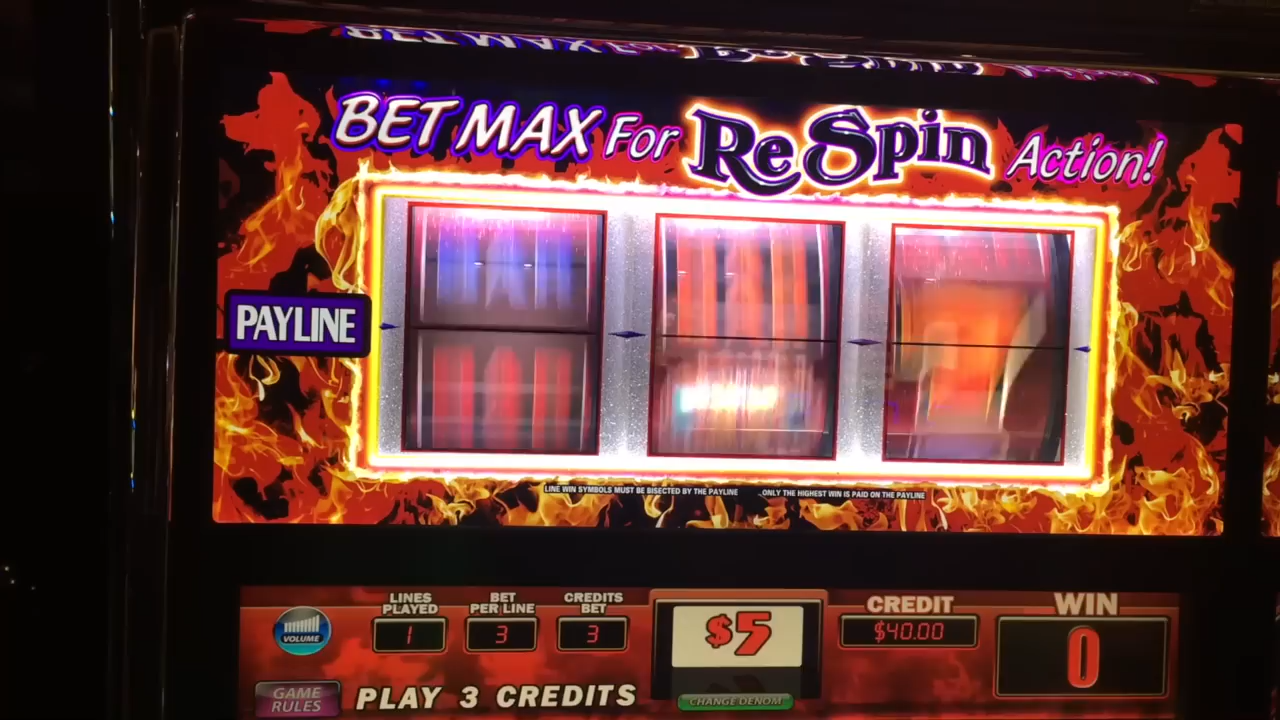 BET MAX For ReSpin Action!
PAYLINE
LINE WIN SYMBOLS MUST BE BISECTED BY THE PAYLINE ONLY THE HIGHEST WIN IS PAID ON THE PAYLINE
VOLUME
LINES PLAYED
1
BET PER LINE
3
CREDITS BET
3
$5
CHANGE DENOM
CREDIT
$40.00
WIN
0
GAME RULES
PLAY 3 CREDITS